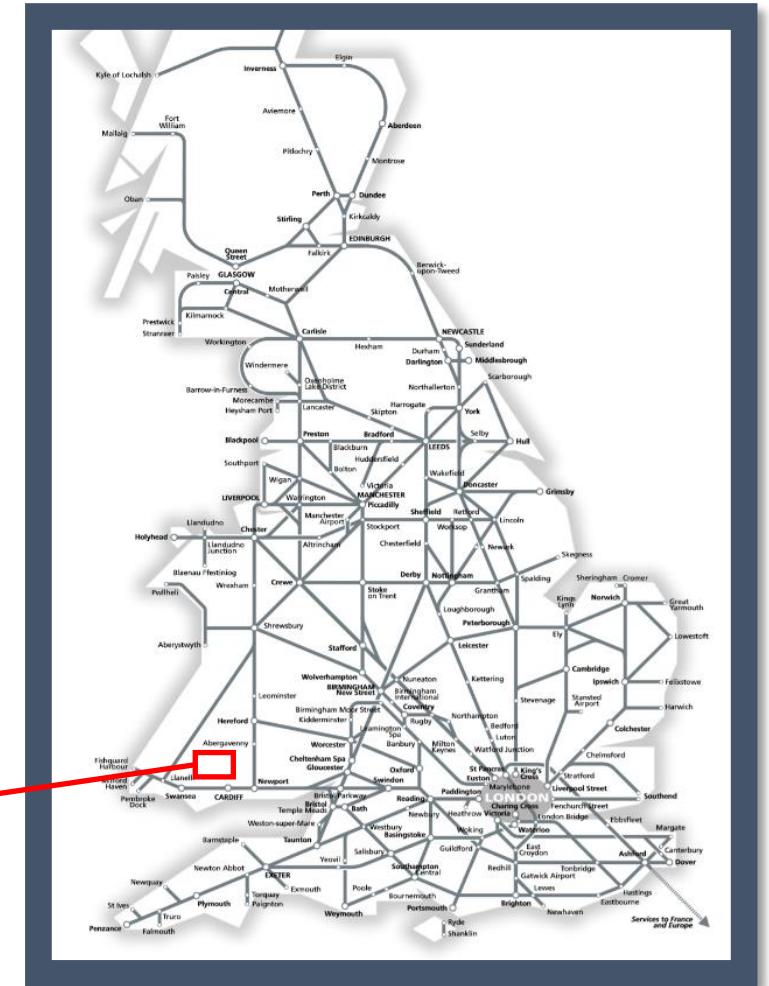 Elgin
Inverness
Kyle of Lochalsh
Aviemore
Fort
William
Mallaig
Aberdeen
Pitlochry
Montrose
Perth
Dundee
Oban
Stirling
Kirkcaldy
EDINBURGH
Queen
Street
Falkirk
Berwick-
upon-Tweed
Paisley
GLASGOW
Central
Motherwell
Kilmarnock
Prestwick
Stranraer
Carlisle
NEWCASTLE
Workington
Hexham
Sunderland
Durham
Darlington
Middlesbrough
Windermere
Scarborough
Oxenholme
Lake District
Barrow-in-Furness
Northallerton
Morecambe
Heysham Port
Lancaster
Harrogate
York
Skipton
Blackpool
Preston
Bradford
Selby
Hull
Blackburn
LEEDS
Huddersfield
Southport
Bolton
Wakefield
Wigan
Victoria
Doncaster
LIVERPOOL
Warrington
MANCHESTER
Piccadilly
Grimsby
Manchester
Airport
Sheffield
Retford
Llandudno
Stockport
Worksop
Lincoln
Holyhead
Chester
Llandudno
Junction
Altrincham
Chesterfield
Newark
Skegness
Blaenau Ffestiniog
Pwllheli
Wrexham
Crewe
Stoke
on Trent
Derby
Nottingham
Grantham
Spalding
Sheringham
Cromer
Kings
Lynn
Norwich
Great
Yarmouth
Loughborough
Shrewsbury
Peterborough
Ely
Lowestoft
Aberystwyth
Stafford
Leicester
Wolverhampton
Nuneaton
Cambridge
BIRMINGHAM
New Street
Birmingham
International
Kettering
Ipswich
Felixstowe
Leominster
Coventry
Stevenage
Stansted
Airport
Harwich
Birmingham Moor Street
Kidderminster
Rugby
Northampton
Hereford
Leamington
Spa
Bedford
Colchester
Abergavenny
Worcester
Banbury
Milton
Keynes
Luton
Watford Junction
Chelmsford
Fishguard
Harbour
Cheltenham Spa
Gloucester
Oxford
St Pancras
King's
Cross
Euston
Stratford
Milford
Haven
Llanelli
Newport
Swindon
Marylebone
Liverpool Street
Pembroke
Dock
Swansea
CARDIFF
Bristol Parkway
Paddington
LONDON
Southend
Bristol
Temple Meads
Bath
Reading
Charing Cross
Fenchurch Street
Newbury
Heathrow
Victoria
London Bridge
Ebbsfleet
Weston-super-Mare
Westbury
Basingstoke
Woking
Waterloo
Margate
Barnstaple
Taunton
Salisbury
Guildford
East
Croydon
Canterbury
Yeovil
Ashford
Dover
Newton Abbot
Southampton
Central
Redhill
Tonbridge
Gatwick Airport
EXETER
Newquay
Exmouth
Poole
Bournemouth
Lewes
Hastings
Eastbourne
St Ives
Plymouth
Torquay
Paignton
Weymouth
Portsmouth
Brighton
Newhaven
Truro
Penzance
Falmouth
Ryde
Shanklin
Services to France
and Europe